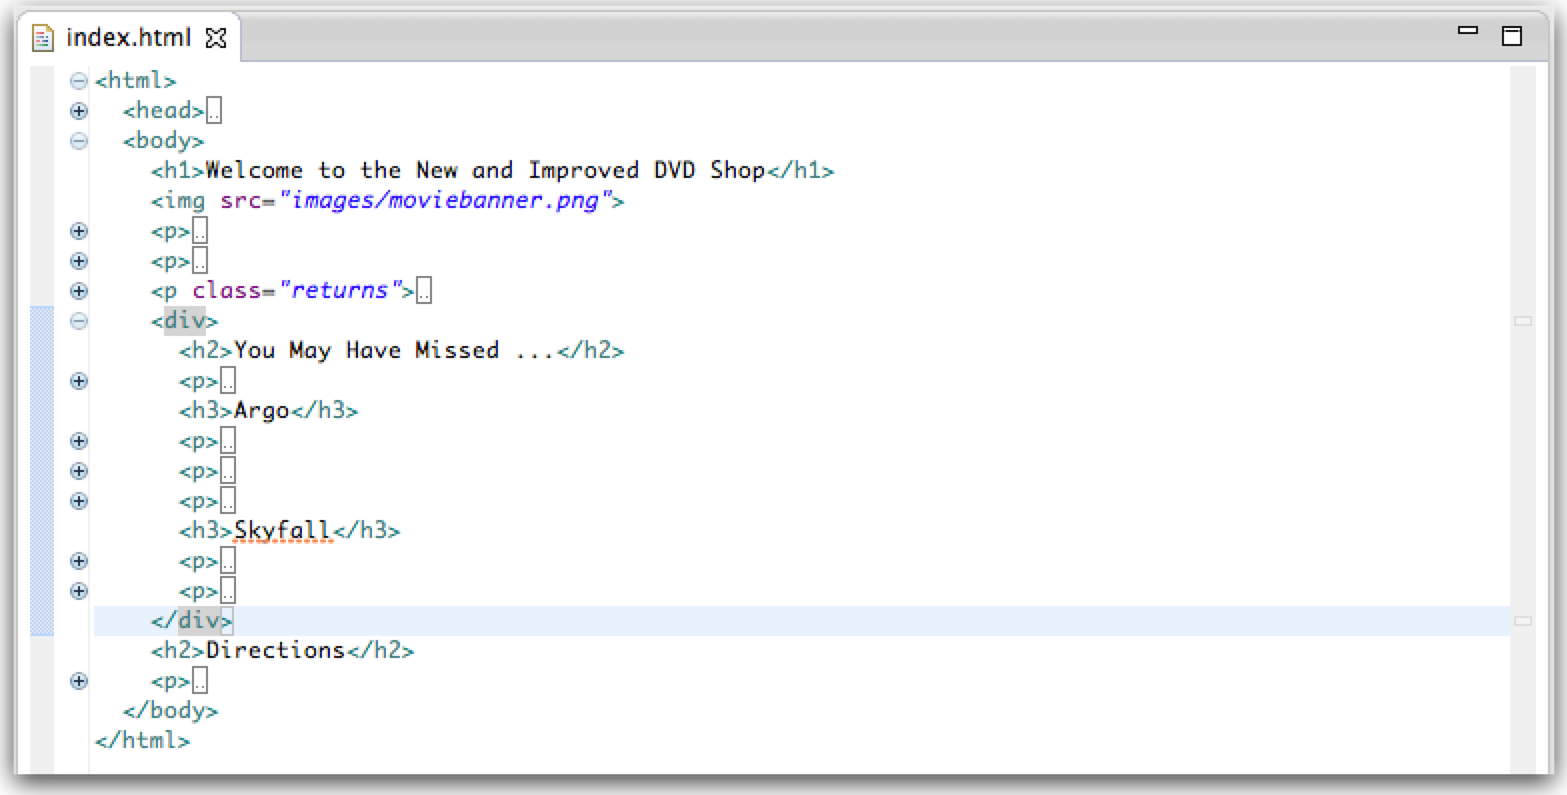 index.html
<html>
<head>..
<body>
<h1>Welcome to the New and Improved DVD Shop</h1>
<img src="images/moviebanner.png">
<p>..
<p>..
<p class="returns">..
<div>
<h2>You May Have Missed ...</h2>
<p>..
<h3>Argo</h3>
<p>..
<p>..
<p>..
<h3>Skyfall</h3>
<p>..
<p>..
</div>
<h2>Directions</h2>
<p>..
</body>
</html>